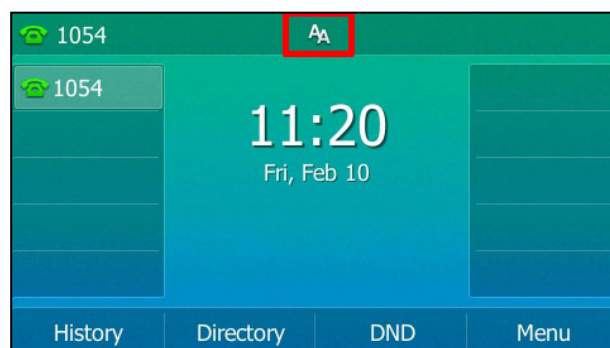 1054
AA
1054
11:20
Fri, Feb 10
History
Directory
DND
Menu